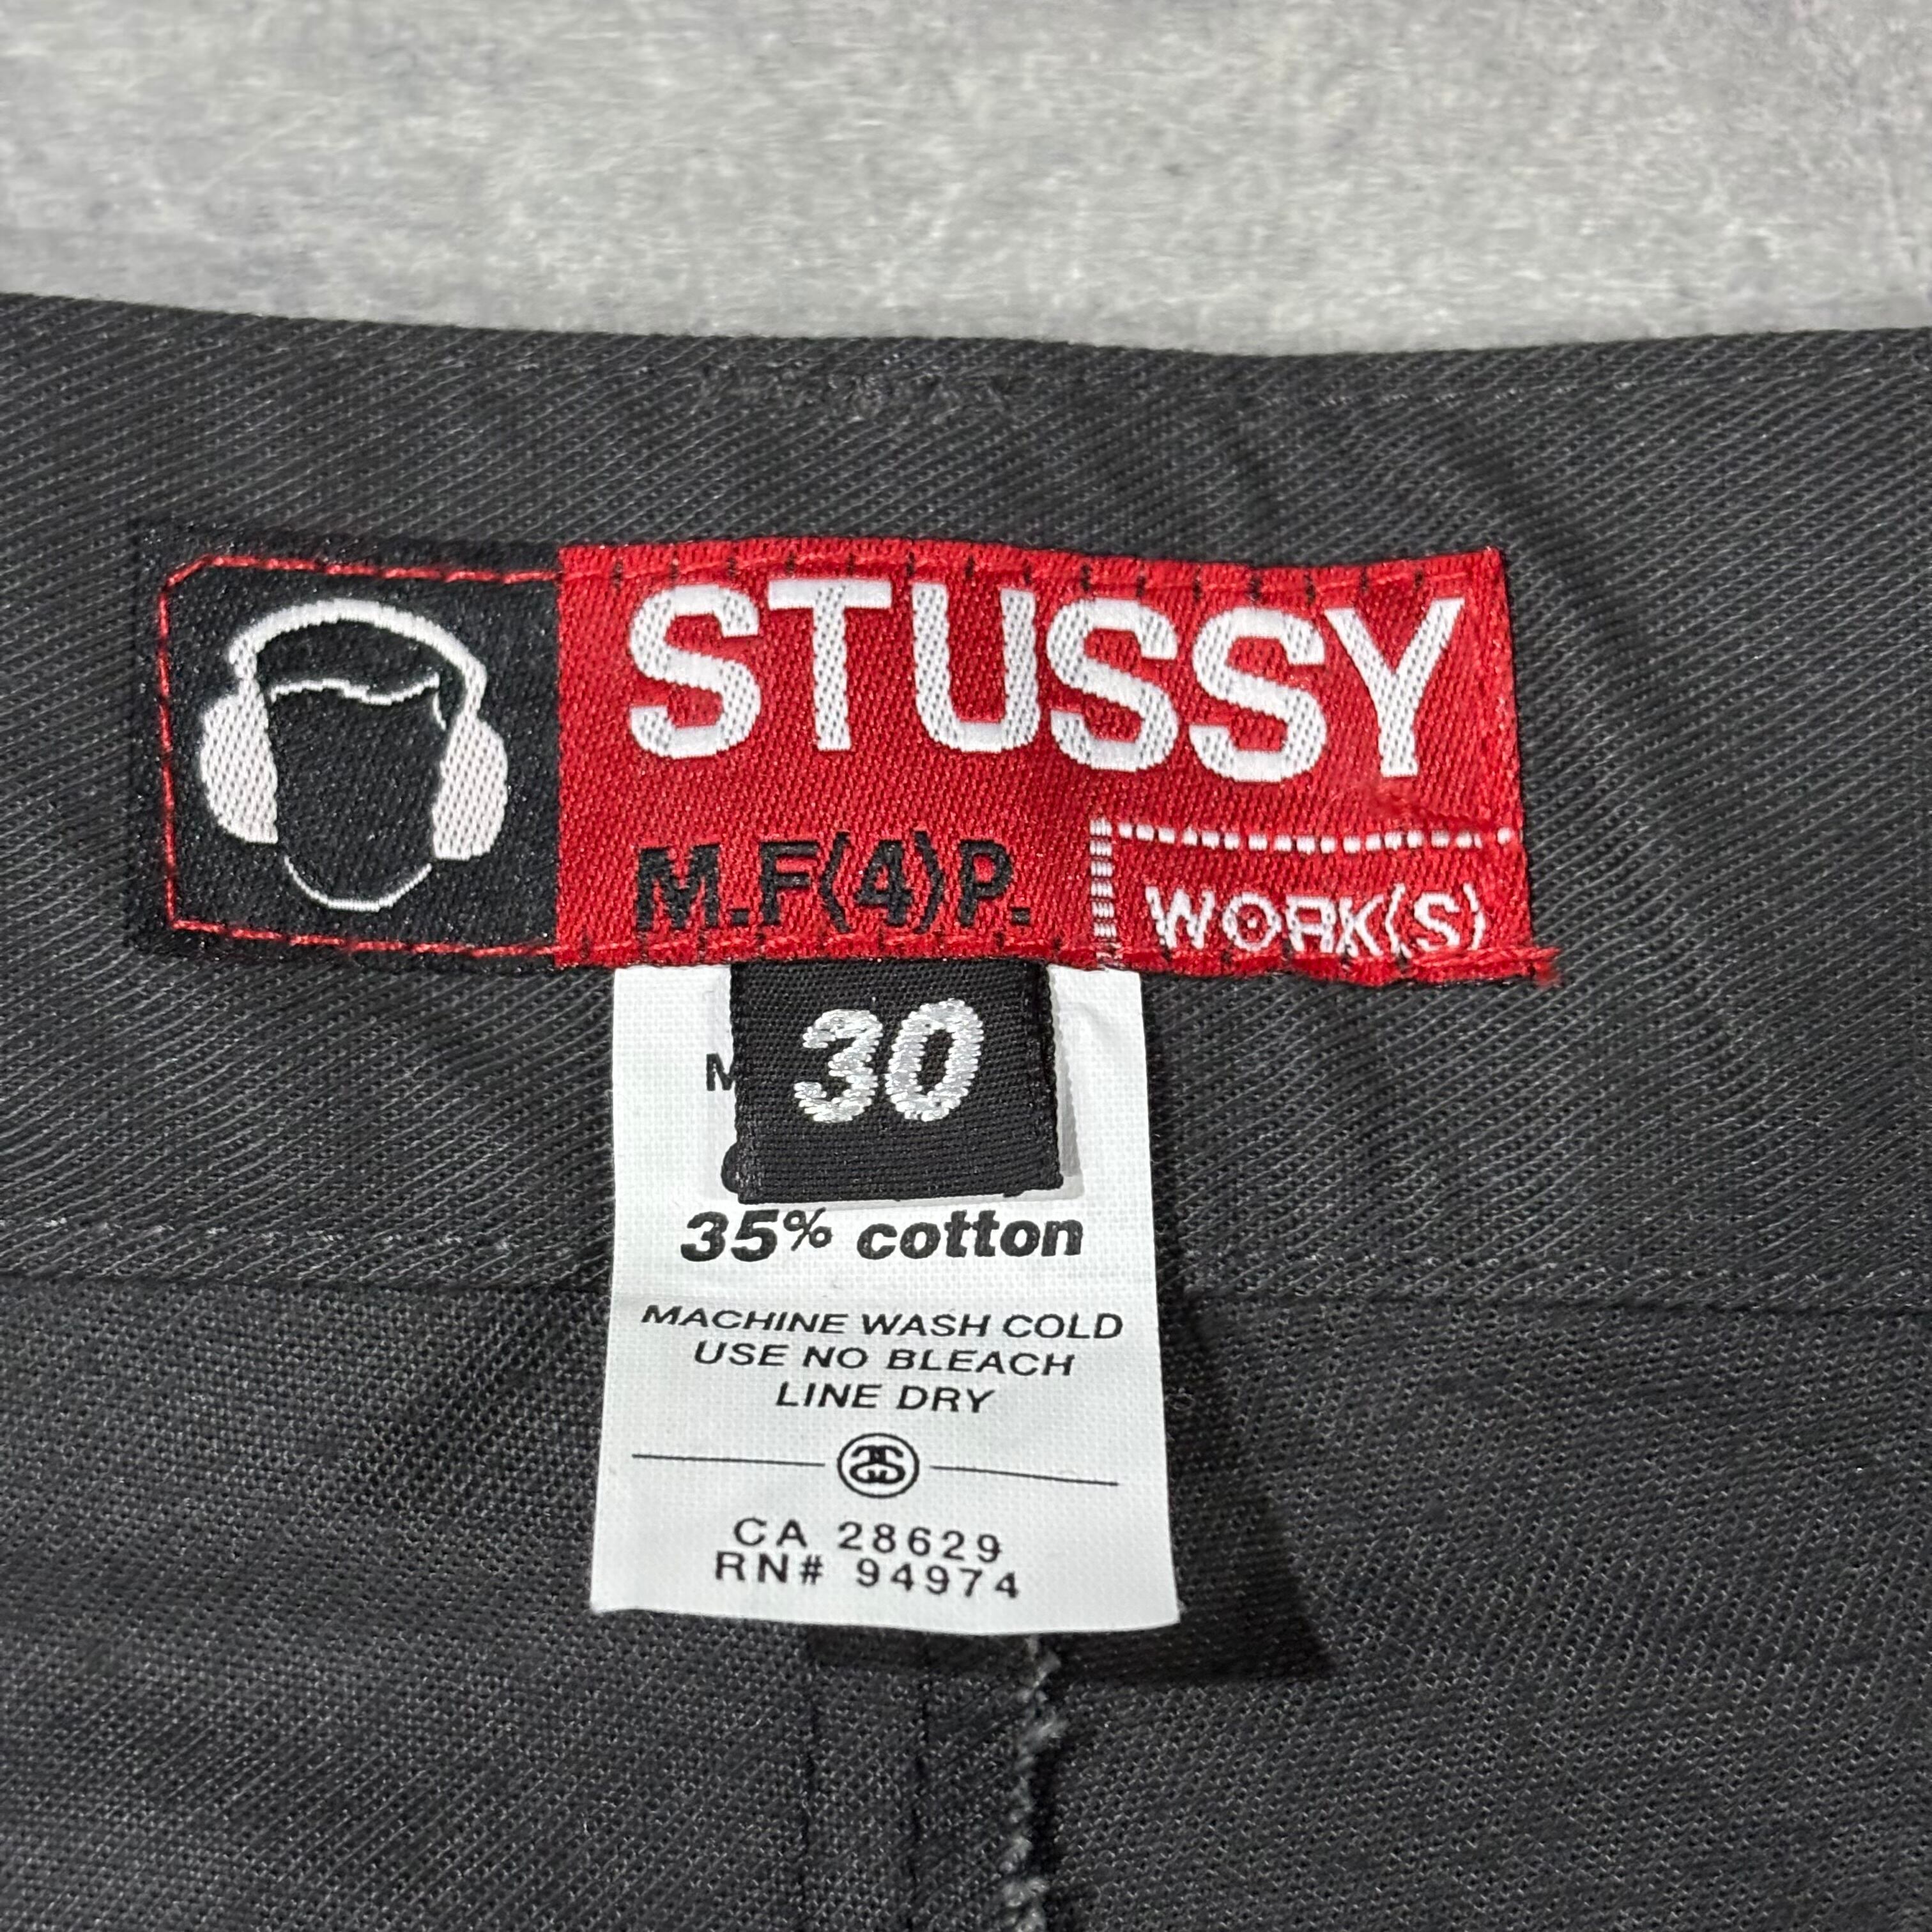 STUSSY
M.F(4)P.
WORK(S)
30
35% cotton
MACHINE WASH COLD
USE NO BLEACH
LINE DRY
CA 28629
RN# 94974